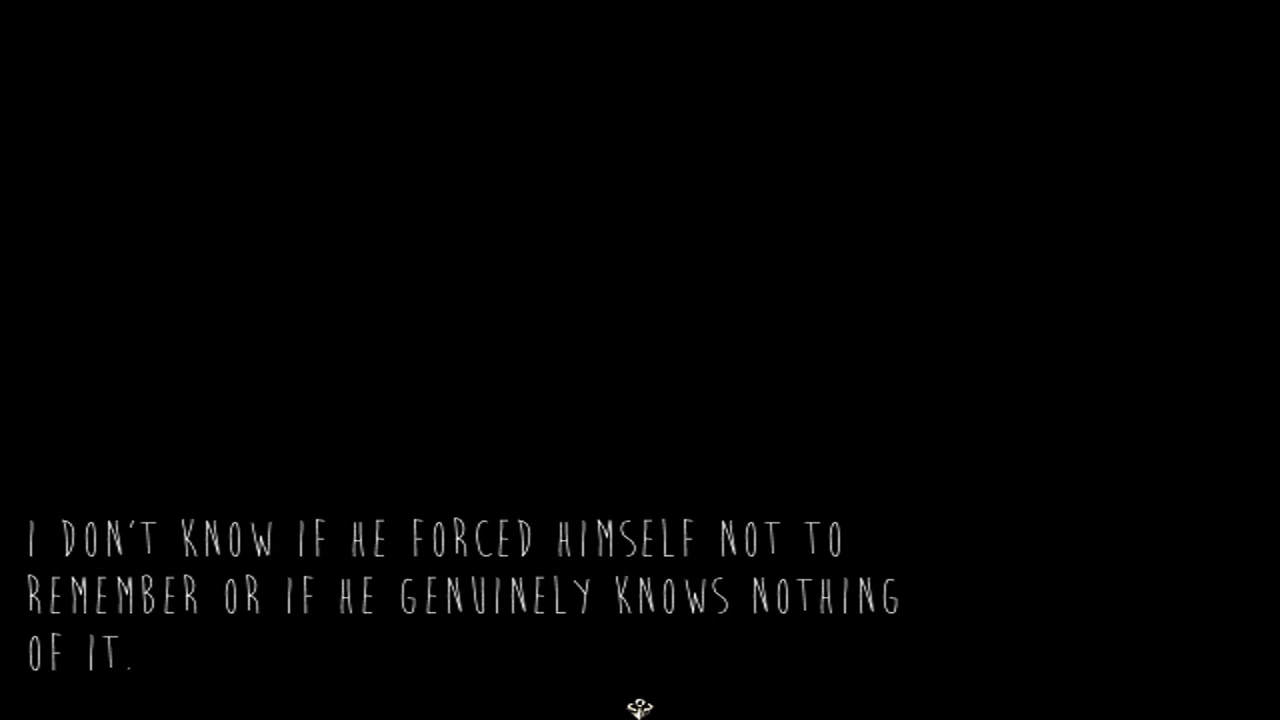 I DON'T KNOW IF HE FORCED HIMSELF NOT TO
REMEMBER OR IF HE GENUINELY KNOWS NOTHING
OF IT.